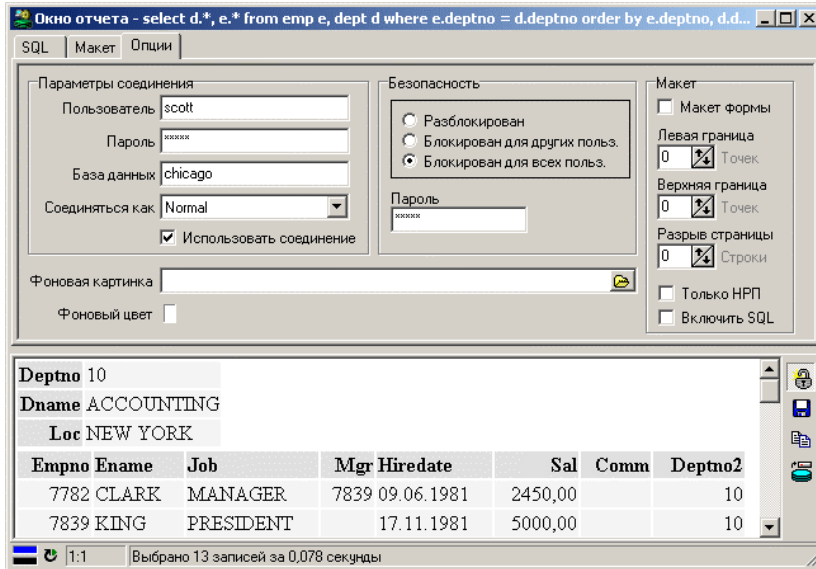 Окно отчета - select d.*, e.* from emp e, dept d where e.deptno = d.deptno order by e.deptno, d.d...
SQL Макет Опции
Параметры соединения
Пользователь scott
Пароль *****
База данных chicago
Соединяться как Normal
Использовать соединение
Безопасность
Разблокирован
Блокирован для других польз.
Блокирован для всех польз.
Пароль
*****
Макет
Макет формы
Левая граница
0 Точек
Верхняя граница
0 Точек
Разрыв страницы
0 Строки
Только НРП
Включить SQL
Фоновая картинка
Фоновый цвет
Deptno 10
Dname ACCOUNTING
Loc NEW YORK
Empno Ename Job Mgr Hiredate Sal Comm Deptno2
7782 CLARK MANAGER 7839 09.06.1981 2450,00 10
7839 KING PRESIDENT 17.11.1981 5000,00 10
1:1 Выбрано 13 записей за 0,078 секунды